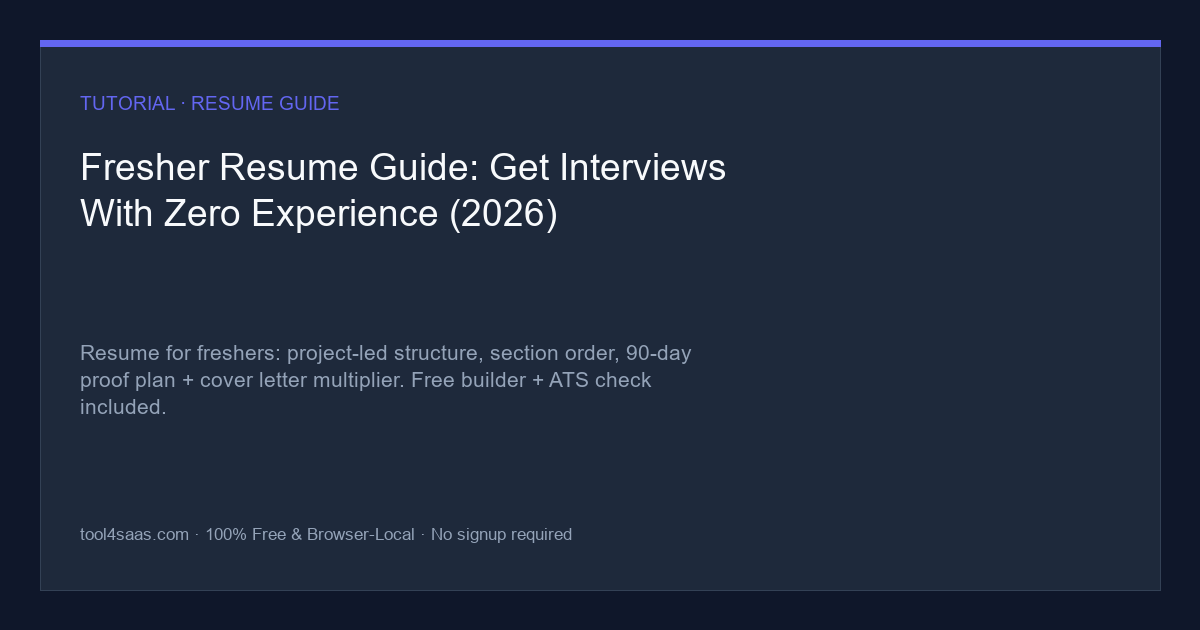 TUTORIAL · RESUME GUIDE
Fresher Resume Guide: Get Interviews
With Zero Experience (2026)
Resume for freshers: project-led structure, section order, 90-day
proof plan + cover letter multiplier. Free builder + ATS check
included.
tool4saas.com · 100% Free & Browser-Local · No signup required